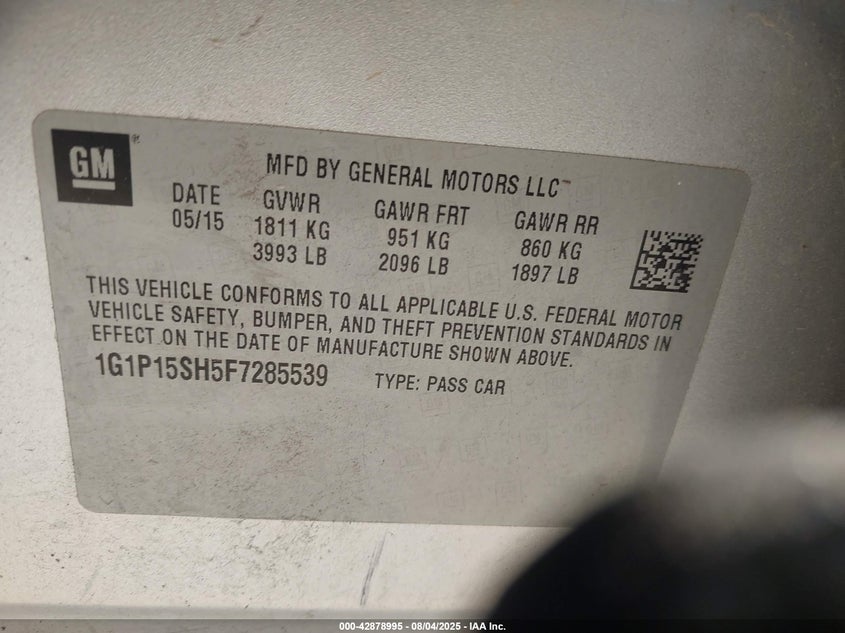 GM ®
MFD BY GENERAL MOTORS LLC™
DATE GVWR GAWR FRT GAWR RR
05/15 1811 KG 951 KG 860 KG
3993 LB 2096 LB 1897 LB
THIS VEHICLE CONFORMS TO ALL APPLICABLE U.S. FEDERAL MOTOR
VEHICLE SAFETY, BUMPER, AND THEFT PREVENTION STANDARDS IN
EFFECT ON THE DATE OF MANUFACTURE SHOWN ABOVE.
1G1P15SH5F7285539 TYPE: PASS CAR
000-42878995 - 08/04/2025 - IAA Inc.